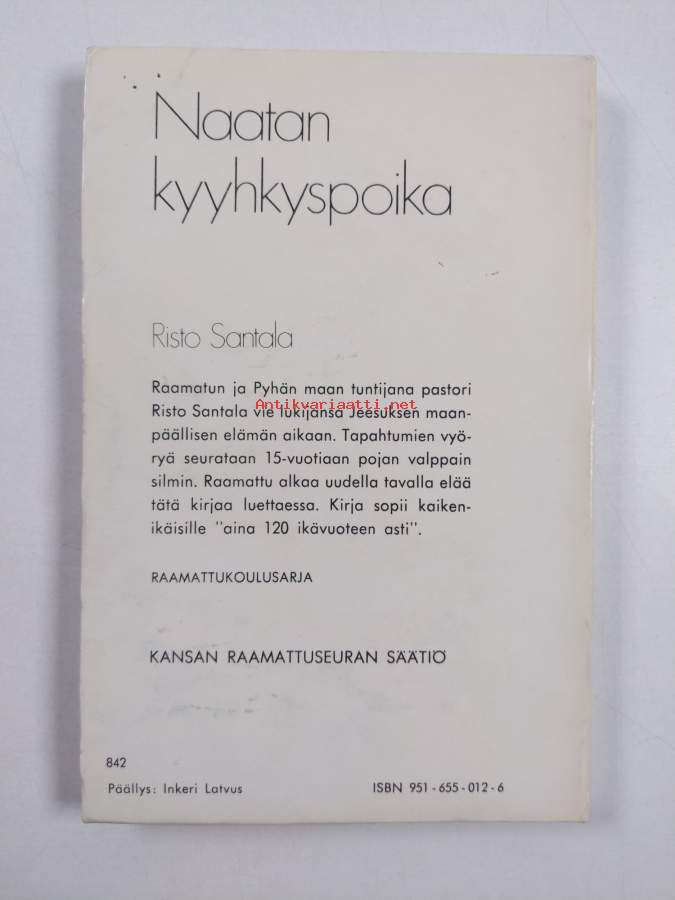 Naatan
kyyhkyspoika
Risto Santala
Raamatun ja Pyhän maan tuntijana pastori
Risto Santala vie lukijansa Jeesuksen maan-
Antikvariaatti.net
päällisen elämän aikaan. Tapahtumien vyö-
ryä seurataan 15-vuotiaan pojan valppain
silmin. Raamattu alkaa uudella tavalla elää
tätä kirjaa luettaessa. Kirja sopii kaiken-
ikäisille "aina 120 ikävuoteen asti".
RAAMATTUKOULUSARJA
KANSAN RAAMATTUSEURAN SÄÄTIÖ
842
Päällys: Inkeri Latvus
ISBN 951-655-012-6